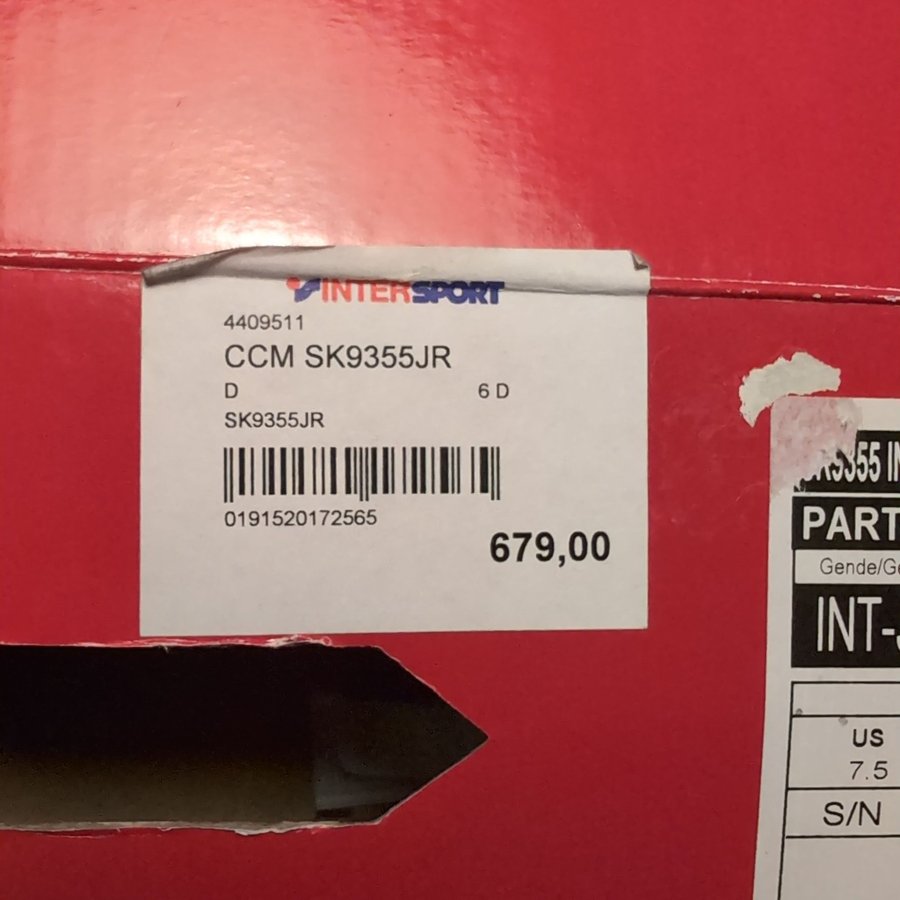 INTERSPORT
4409511
CCM SK9355JR
D 6 D
SK9355JR
0191520172565
679,00
PART
Gende/Ge
INT-
US
7.5
S/N